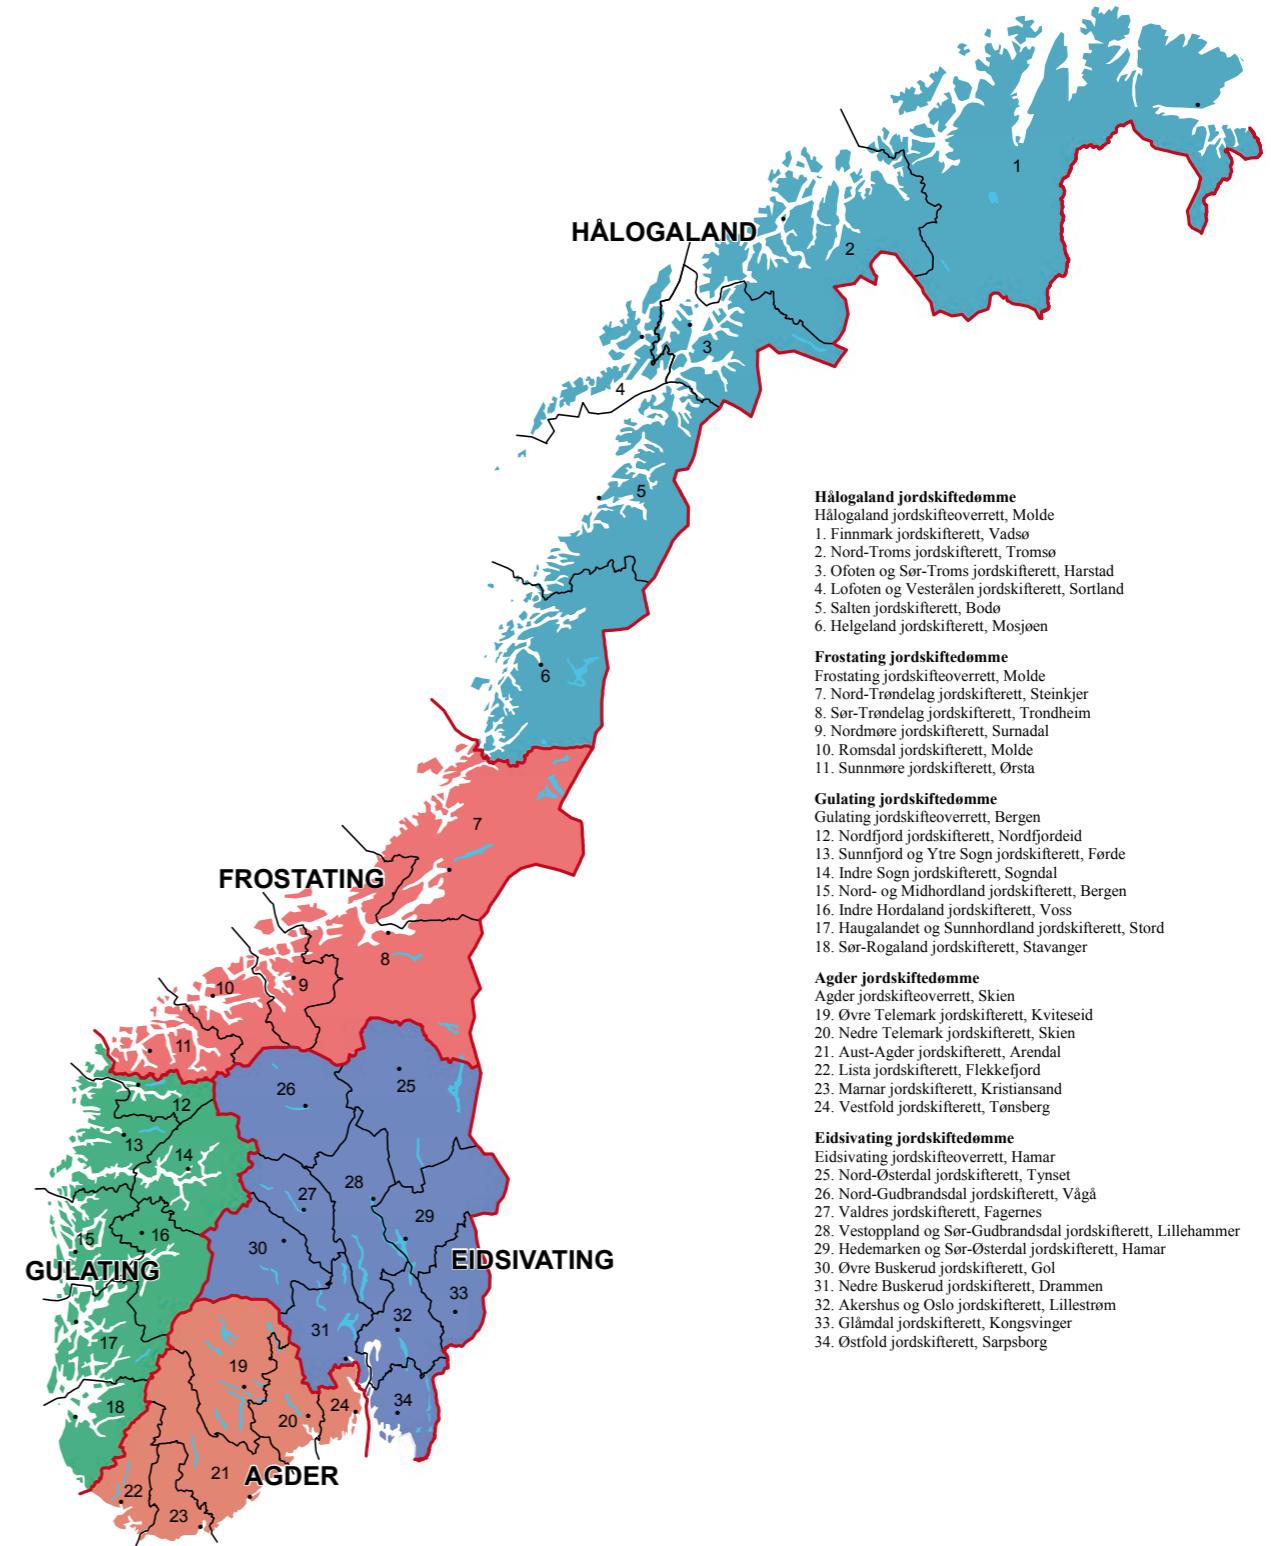 HÅLOGALAND
1
2
3
4
5
6
7
FROSTATING
8
9
10
11
12
13
14
15
16
GULATING
17
18
25
26
27
28
29
30
EIDSIVATING
31
32
33
34
19
20
24
21
AGDER
22
23
Hålogaland jordskiftedømme
Hålogaland jordskifteoverrett, Molde
1. Finnmark jordskifterett, Vadsø
2. Nord-Troms jordskifterett, Tromsø
3. Ofoten og Sør-Troms jordskifterett, Harstad
4. Lofoten og Vesterålen jordskifterett, Sortland
5. Salten jordskifterett, Bodø
6. Helgeland jordskifterett, Mosjøen
Frostating jordskiftedømme
Frostating jordskifteoverrett, Molde
7. Nord-Trøndelag jordskifterett, Steinkjer
8. Sør-Trøndelag jordskifterett, Trondheim
9. Nordmøre jordskifterett, Surnadal
10. Romsdal jordskifterett, Molde
11. Sunnmøre jordskifterett, Ørsta
Gulating jordskiftedømme
Gulating jordskifteoverrett, Bergen
12. Nordfjord jordskifterett, Nordfjordeid
13. Sunnfjord og Ytre Sogn jordskifterett, Førde
14. Indre Sogn jordskifterett, Sogndal
15. Nord- og Midhordland jordskifterett, Bergen
16. Indre Hordaland jordskifterett, Voss
17. Haugalandet og Sunnhordland jordskifterett, Stord
18. Sør-Rogaland jordskifterett, Stavanger
Agder jordskiftedømme
Agder jordskifteoverrett, Skien
19. Øvre Telemark jordskifterett, Kviteseid
20. Nedre Telemark jordskifterett, Skien
21. Aust-Agder jordskifterett, Arendal
22. Lista jordskifterett, Flekkefjord
23. Marnar jordskifterett, Kristiansand
24. Vestfold jordskifterett, Tønsberg
Eidsivating jordskiftedømme
Eidsivating jordskifteoverrett, Hamar
25. Nord-Østerdal jordskifterett, Tynset
26. Nord-Gudbrandsdal jordskifterett, Vågå
27. Valdres jordskifterett, Fagernes
28. Vestoppland og Sør-Gudbrandsdal jordskifterett, Lillehammer
29. Hedemarken og Sør-Østerdal jordskifterett, Hamar
30. Øvre Buskerud jordskifterett, Gol
31. Nedre Buskerud jordskifterett, Drammen
32. Akershus og Oslo jordskifterett, Lillestrøm
33. Glåmdal jordskifterett, Kongsvinger
34. Østfold jordskifterett, Sarpsborg